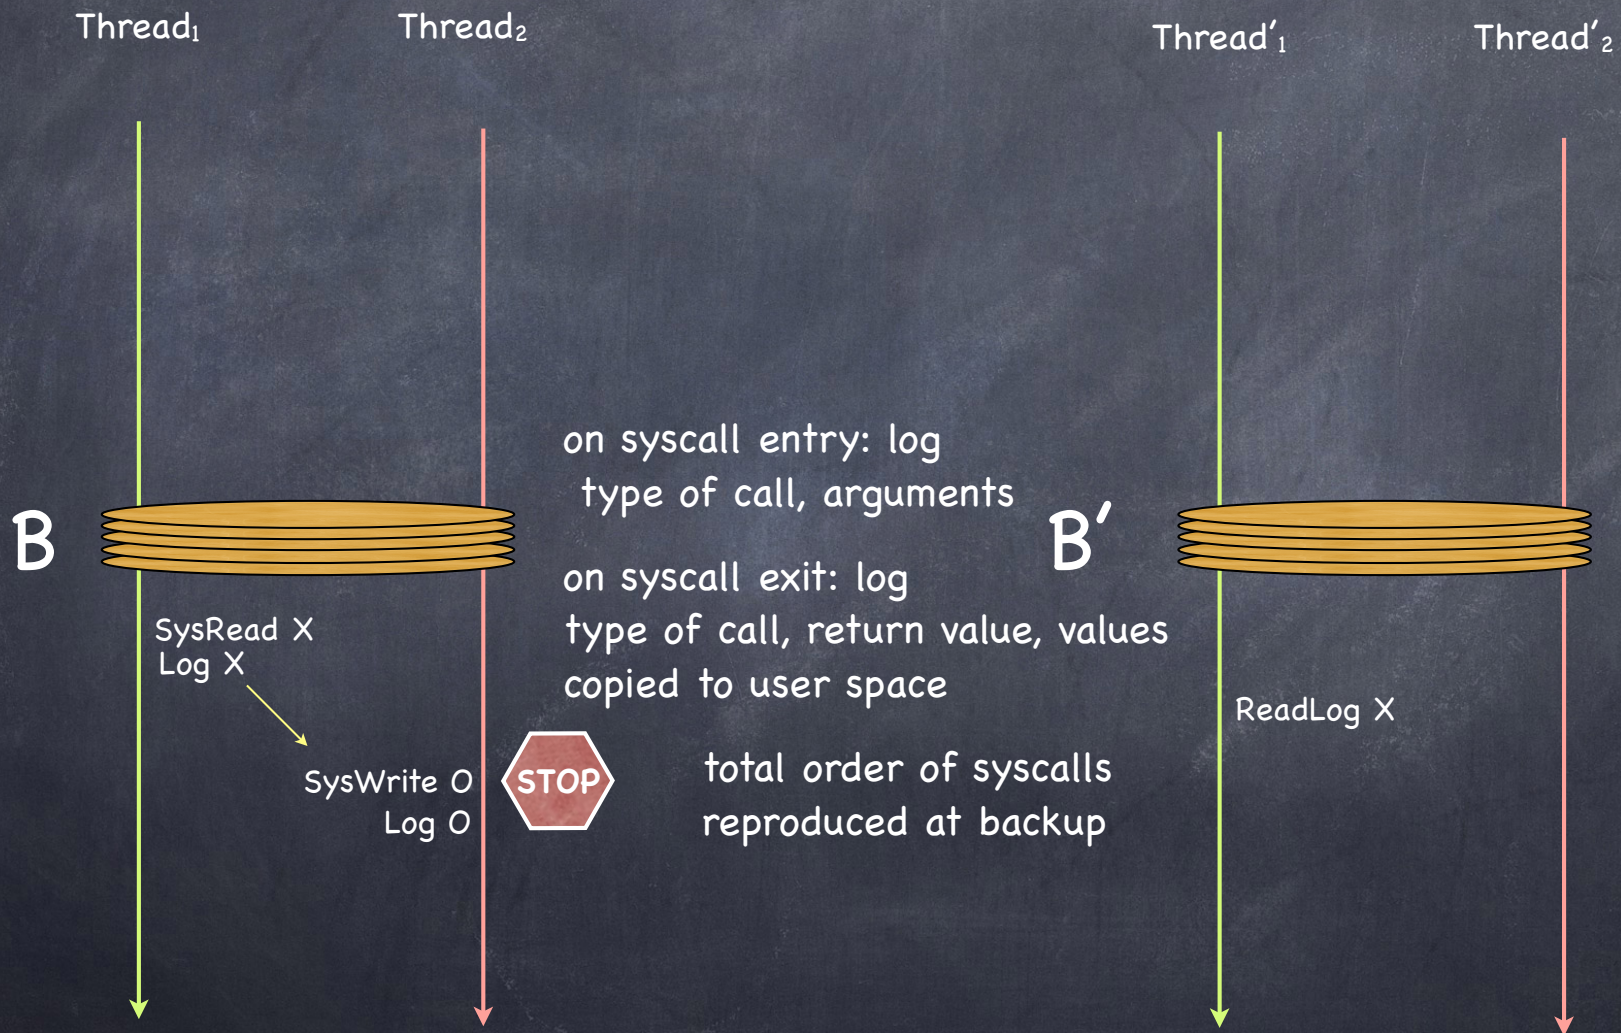 Thread₁
Thread₂
Thread′₁
Thread′₂
on syscall entry: log
type of call, arguments
B
B′
on syscall exit: log
type of call, return value, values
copied to user space
SysRead X
Log X
ReadLog X
SysWrite O
Log O
STOP
total order of syscalls
reproduced at backup